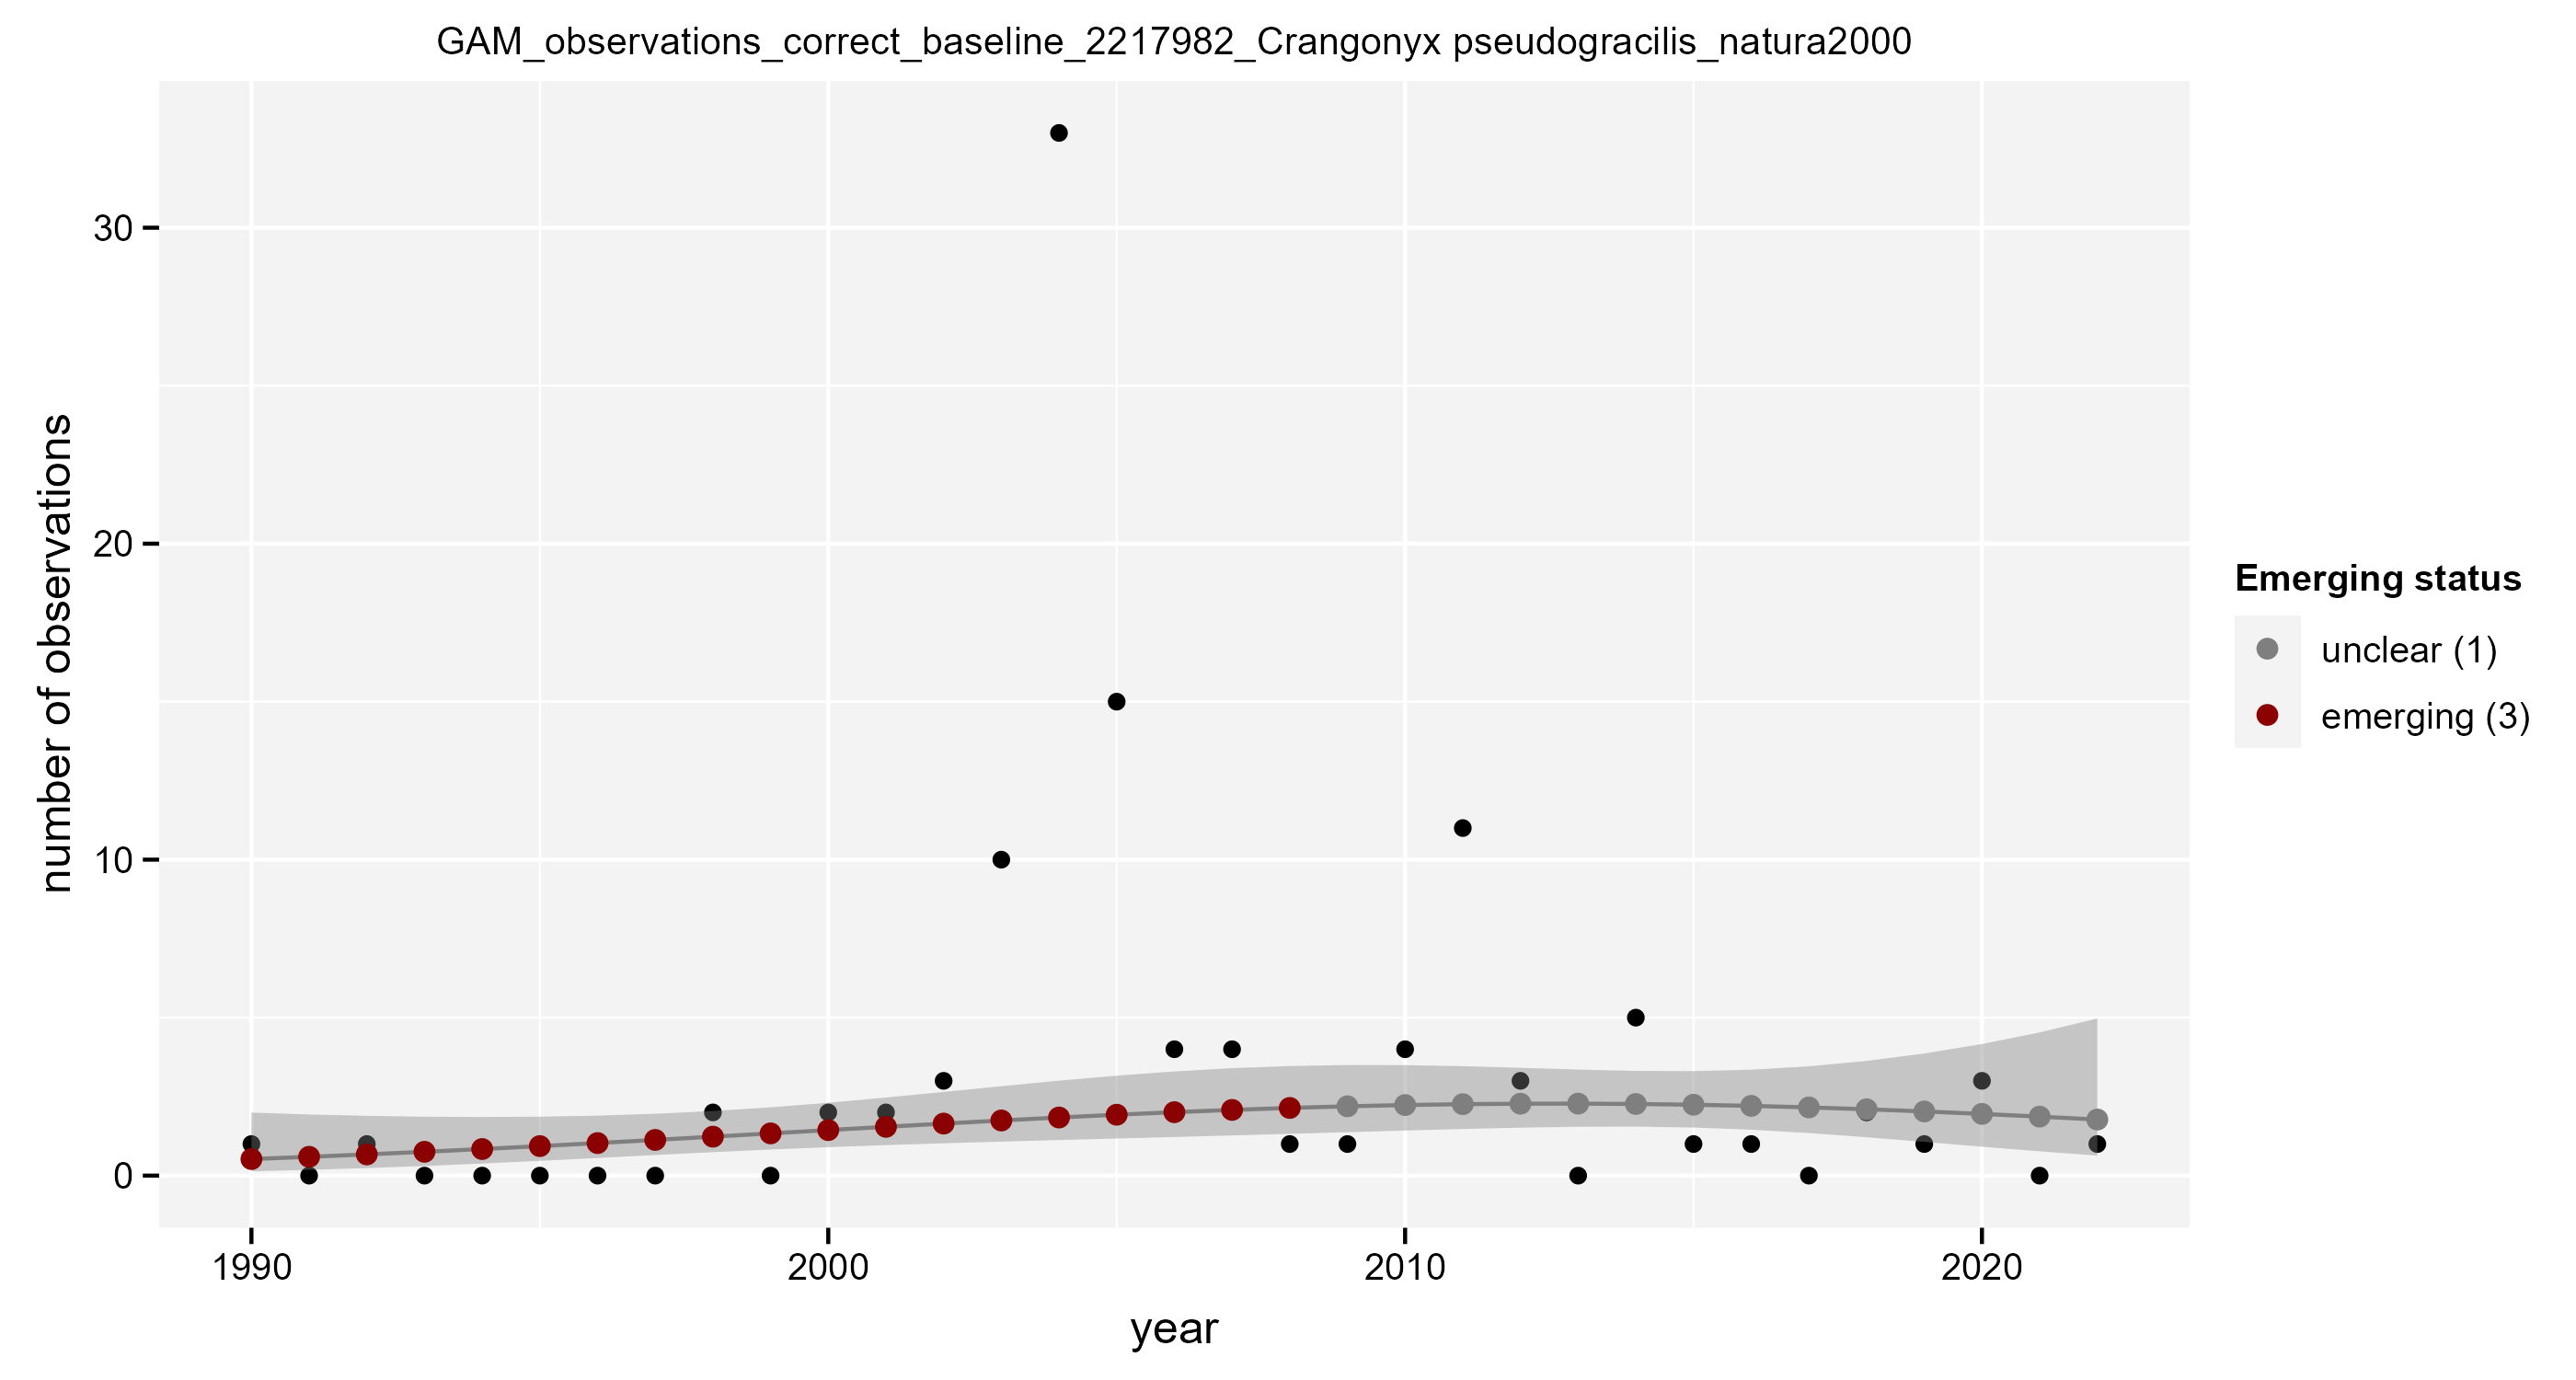 GAM_observations_correct_baseline_2217982_Crangonyx pseudogracilis_natura2000
number of observations
30
20
10
0
1990
2000
2010
2020
year
Emerging status
unclear (1)
emerging (3)